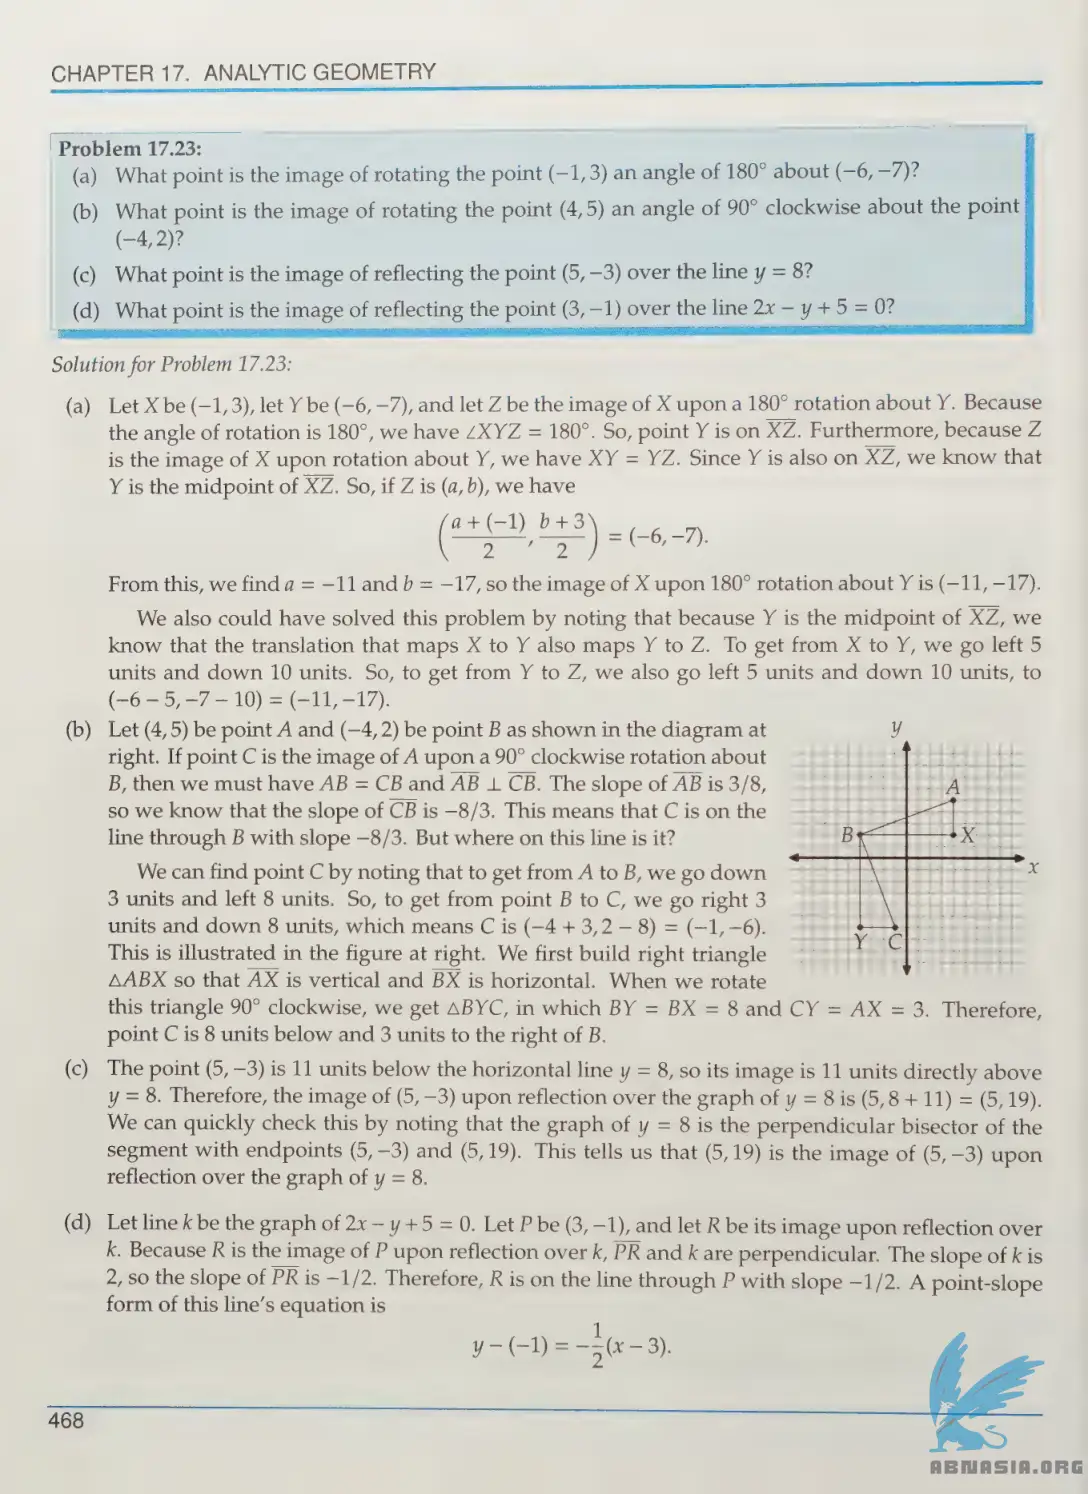 CHAPTER 17. ANALYTIC GEOMETRY
Problem 17.23:
(a) What point is the image of rotating the point (−1, 3) an angle of 180° about (−6, −7)?
(b) What point is the image of rotating the point (4, 5) an angle of 90° clockwise about the point
(−4, 2)?
(c) What point is the image of reflecting the point (5, −3) over the line y = 8?
(d) What point is the image of reflecting the point (3, −1) over the line 2x − y + 5 = 0?
Solution for Problem 17.23:
(a) Let X be (−1, 3), let Y be (−6, −7), and let Z be the image of X upon a 180° rotation about Y. Because
the angle of rotation is 180°, we have ∠XYZ = 180°. So, point Y is on XZ. Furthermore, because Z
is the image of X upon rotation about Y, we have XY = YZ. Since Y is also on XZ, we know that
Y is the midpoint of XZ. So, if Z is (a, b), we have
((a + (−1))/2, (b + 3)/2) = (−6, −7).
From this, we find a = −11 and b = −17, so the image of X upon 180° rotation about Y is (−11, −17).
We also could have solved this problem by noting that because Y is the midpoint of XZ, we
know that the translation that maps X to Y also maps Y to Z. To get from X to Y, we go left 5
units and down 10 units. So, to get from Y to Z, we also go left 5 units and down 10 units, to
(−6 − 5, −7 − 10) = (−11, −17).
(b) Let (4, 5) be point A and (−4, 2) be point B as shown in the diagram at
right. If point C is the image of A upon a 90° clockwise rotation about
B, then we must have AB = CB and AB ⊥ CB. The slope of AB is 3/8,
so we know that the slope of CB is −8/3. This means that C is on the
line through B with slope −8/3. But where on this line is it?
We can find point C by noting that to get from A to B, we go down
3 units and left 8 units. So, to get from point B to C, we go right 3
units and down 8 units, which means C is (−4 + 3, 2 − 8) = (−1, −6).
This is illustrated in the figure at right. We first build right triangle
△ABX so that AX is vertical and BX is horizontal. When we rotate
this triangle 90° clockwise, we get △BYC, in which BY = BX = 8 and CY = AX = 3. Therefore,
point C is 8 units below and 3 units to the right of B.
y
A
B
X
x
Y C
(c) The point (5, −3) is 11 units below the horizontal line y = 8, so its image is 11 units directly above
y = 8. Therefore, the image of (5, −3) upon reflection over the graph of y = 8 is (5, 8 + 11) = (5, 19).
We can quickly check this by noting that the graph of y = 8 is the perpendicular bisector of the
segment with endpoints (5, −3) and (5, 19). This tells us that (5, 19) is the image of (5, −3) upon
reflection over the graph of y = 8.
(d) Let line k be the graph of 2x − y + 5 = 0. Let P be (3, −1), and let R be its image upon reflection over
k. Because R is the image of P upon reflection over k, PR and k are perpendicular. The slope of k is
2, so the slope of PR is −1/2. Therefore, R is on the line through P with slope −1/2. A point-slope
form of this line's equation is
y − (−1) = −1/2(x − 3).
468
ABNASIA.ORG